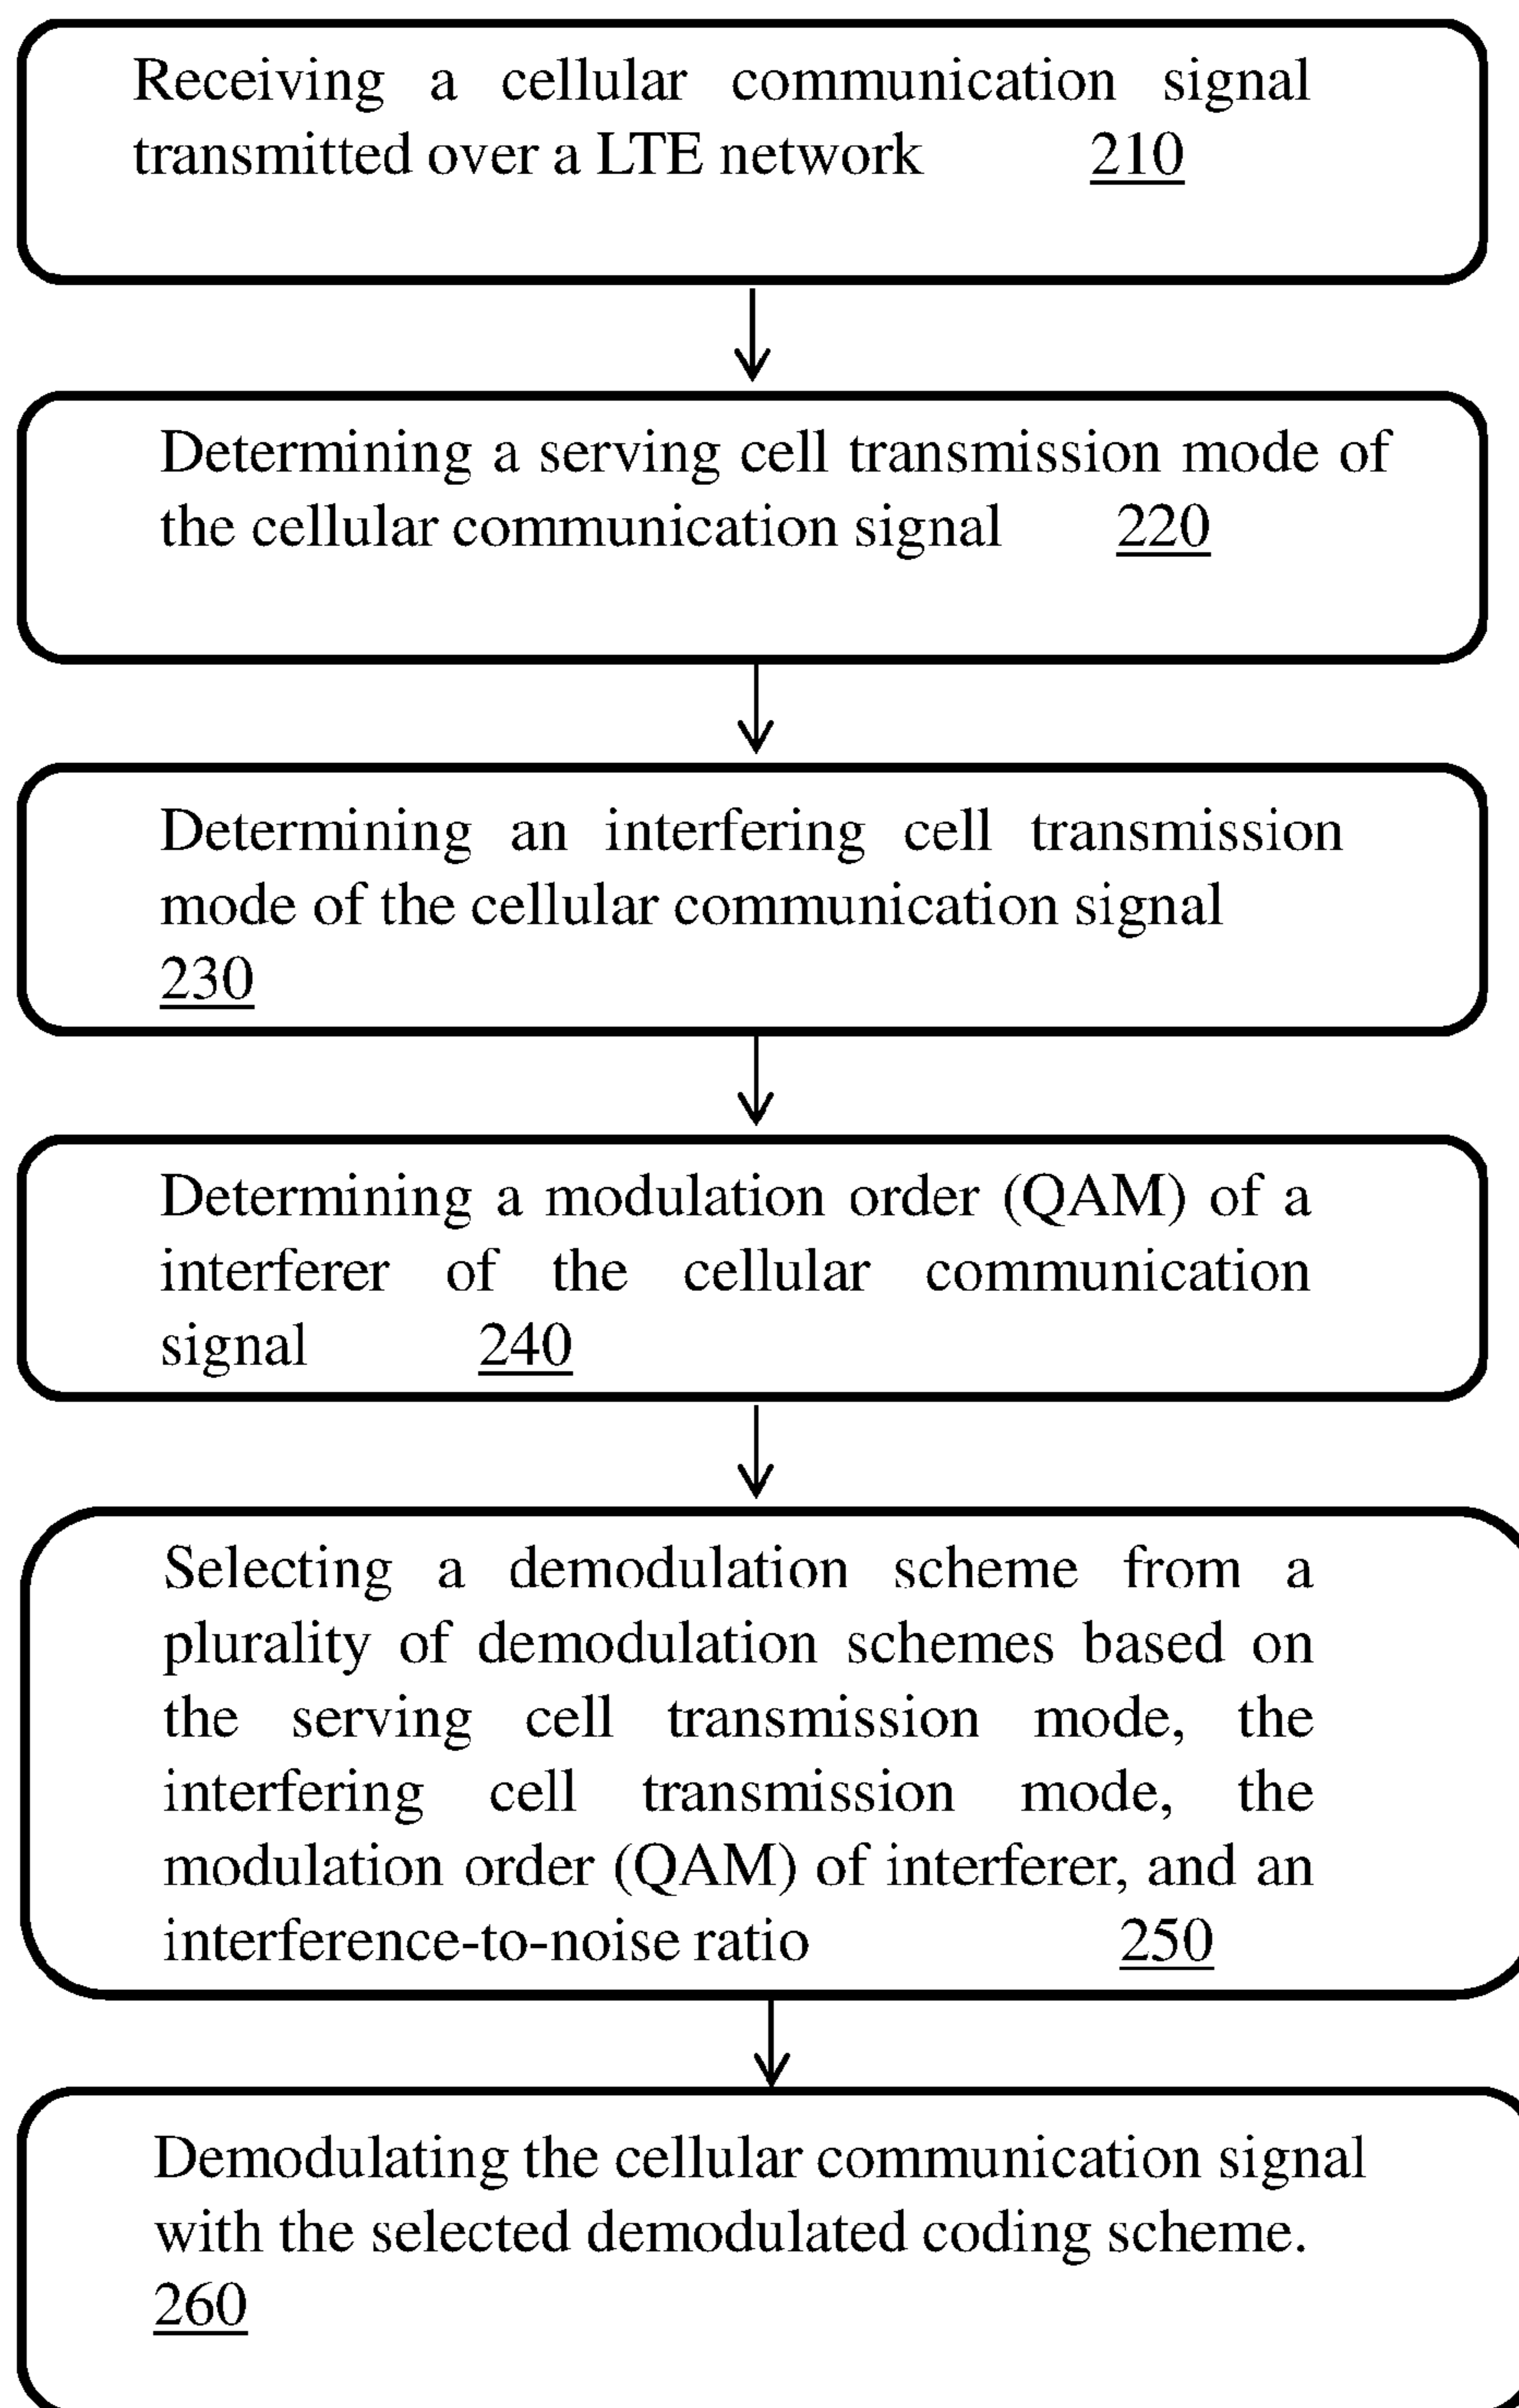 Receiving a cellular communication signal
transmitted over a LTE network 210
Determining a serving cell transmission mode of
the cellular communication signal 220
Determining an interfering cell transmission
mode of the cellular communication signal
230
Determining a modulation order (QAM) of a
interferer of the cellular communication
signal 240
Selecting a demodulation scheme from a
plurality of demodulation schemes based on
the serving cell transmission mode, the
interfering cell transmission mode, the
modulation order (QAM) of interferer, and an
interference-to-noise ratio 250
Demodulating the cellular communication signal
with the selected demodulated coding scheme.
260